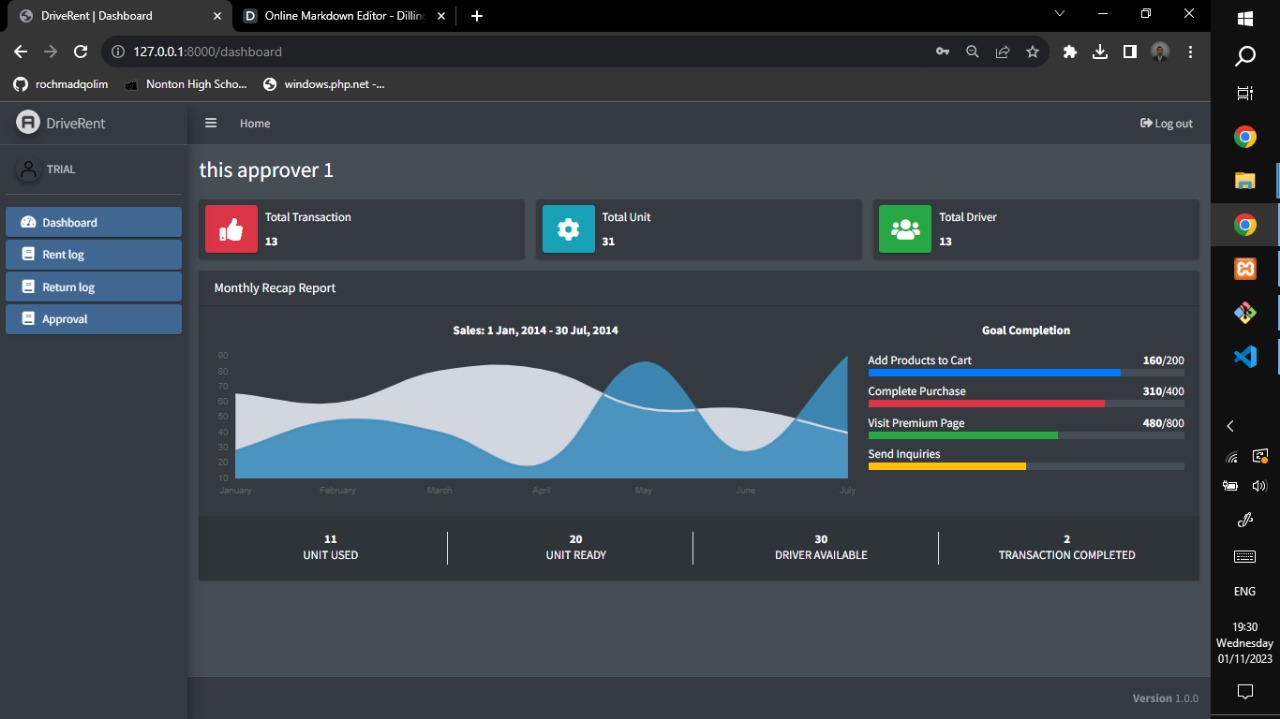 DriveRent | Dashboard
Online Markdown Editor - Dilling
127.0.0.1:8000/dashboard
rochmadqolim
Nonton High Scho...
windows.php.net -...
DriveRent
Home
Log out
TRIAL
this approver 1
Dashboard
Rent log
Return log
Approval
Total Transaction
13
Total Unit
31
Total Driver
13
Monthly Recap Report
Sales: 1 Jan, 2014 - 30 Jul, 2014
90
80
70
60
50
40
30
20
10
January February March April May June July
Goal Completion
Add Products to Cart 160/200
Complete Purchase 310/400
Visit Premium Page 480/800
Send Inquiries
11
UNIT USED
20
UNIT READY
30
DRIVER AVAILABLE
2
TRANSACTION COMPLETED
Version 1.0.0
ENG
19:30
Wednesday
01/11/2023